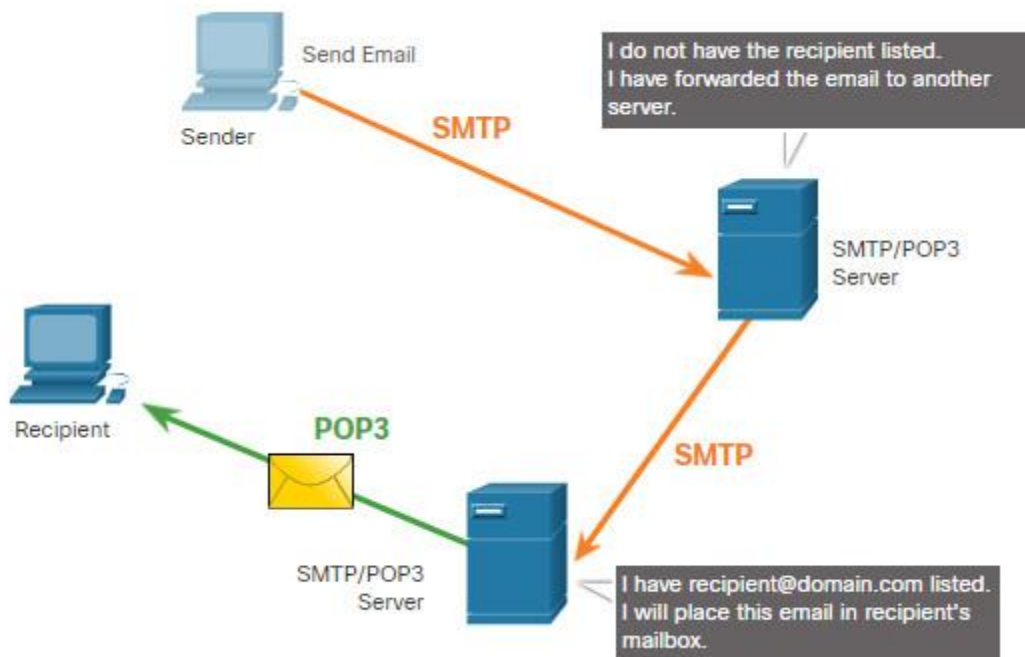 Send Email
Sender
SMTP
I do not have the recipient listed.
I have forwarded the email to another
server.
SMTP/POP3
Server
Recipient
POP3
SMTP
SMTP/POP3
Server
I have recipient@domain.com listed.
I will place this email in recipient's
mailbox.